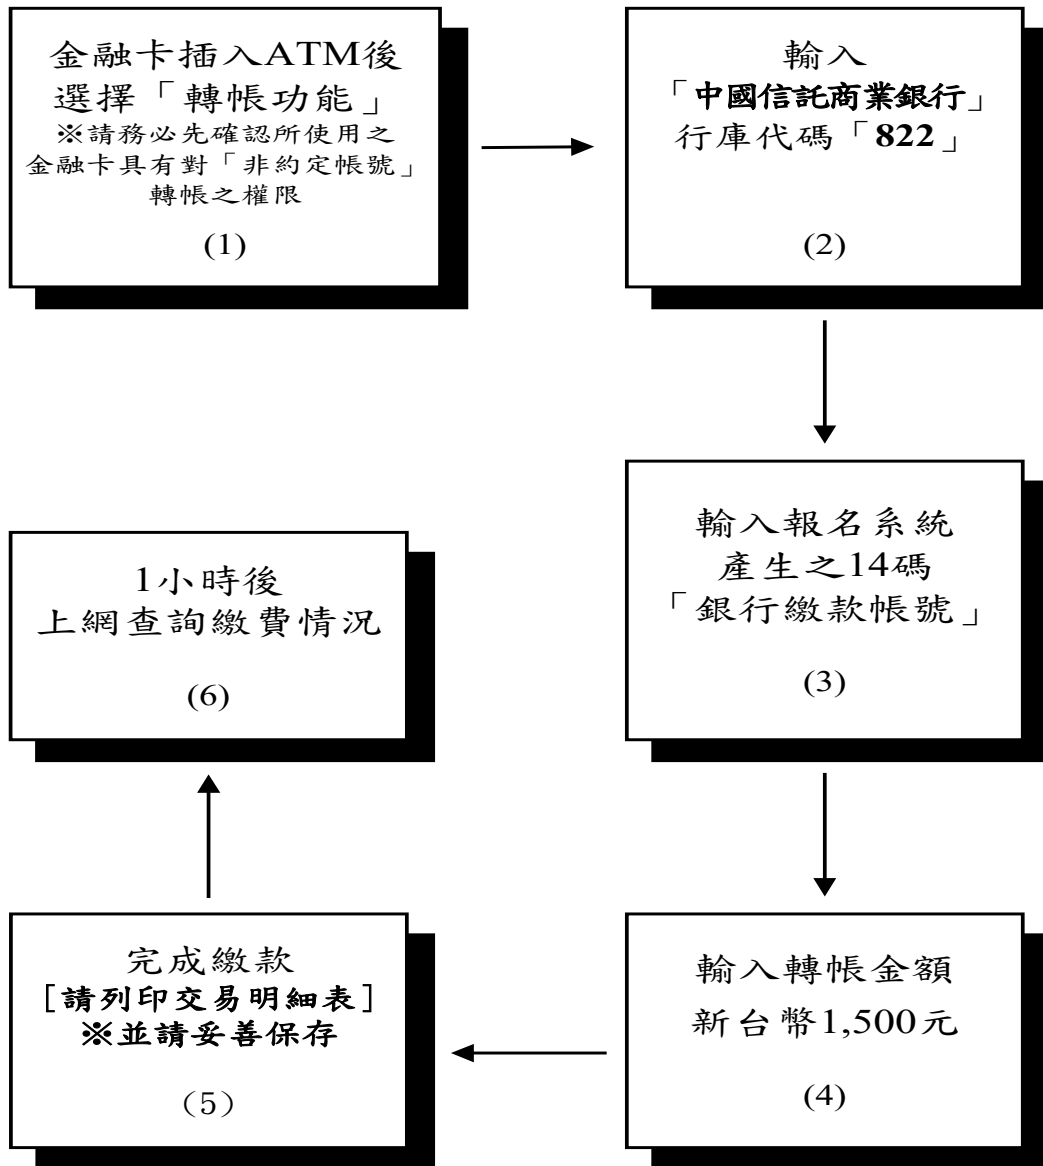 金融卡插入ATM後
選擇「轉帳功能」
※請務必先確認所使用之
金融卡具有對「非約定帳號」
轉帳之權限
(1)
輸入
「中國信託商業銀行」
行庫代碼「822」
(2)
輸入報名系統
產生之14碼
「銀行繳款帳號」
(3)
輸入轉帳金額
新台幣1,500元
(4)
完成繳款
[請列印交易明細表]
※並請妥善保存
(5)
1小時後
上網查詢繳費情況
(6)